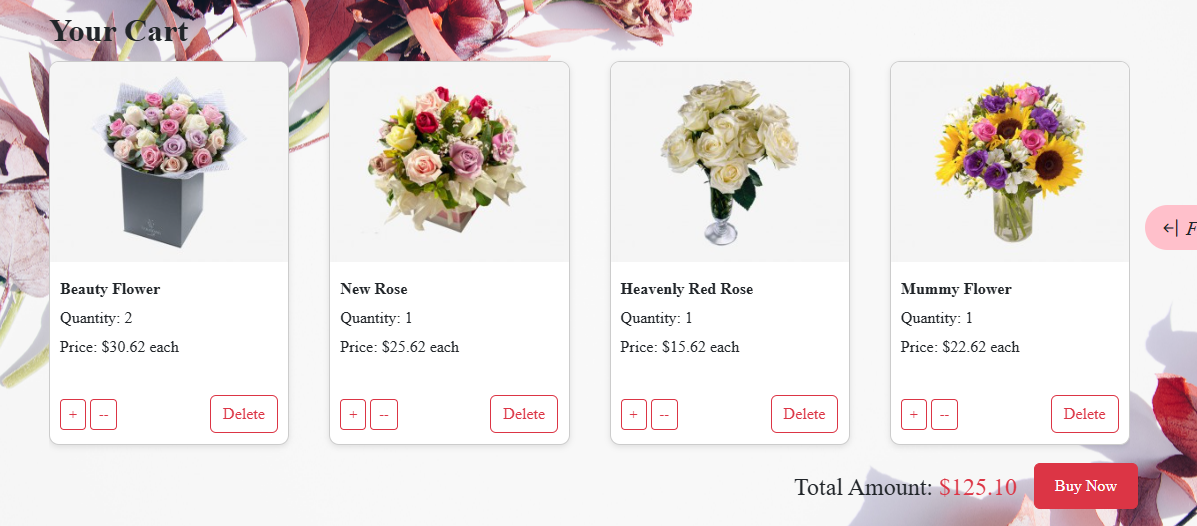 Your Cart
Beauty Flower
Quantity: 2
Price: $30.62 each
+ -- Delete
New Rose
Quantity: 1
Price: $25.62 each
+ -- Delete
Heavenly Red Rose
Quantity: 1
Price: $15.62 each
+ -- Delete
Mummy Flower
Quantity: 1
Price: $22.62 each
+ -- Delete
F
Total Amount: $125.10
Buy Now